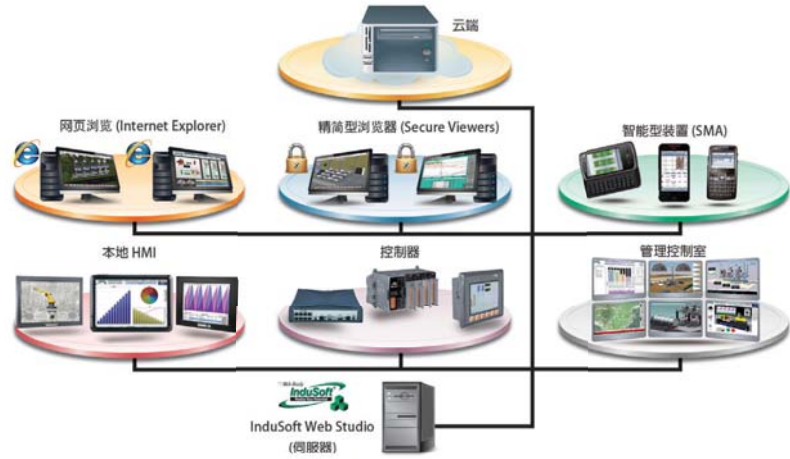 云端
网页浏览 (Internet Explorer)
精简型浏览器 (Secure Viewers)
智能型装置 (SMA)
本地 HMI
控制器
管理控制室
InduSoft
InduSoft Web Studio
(伺服器)